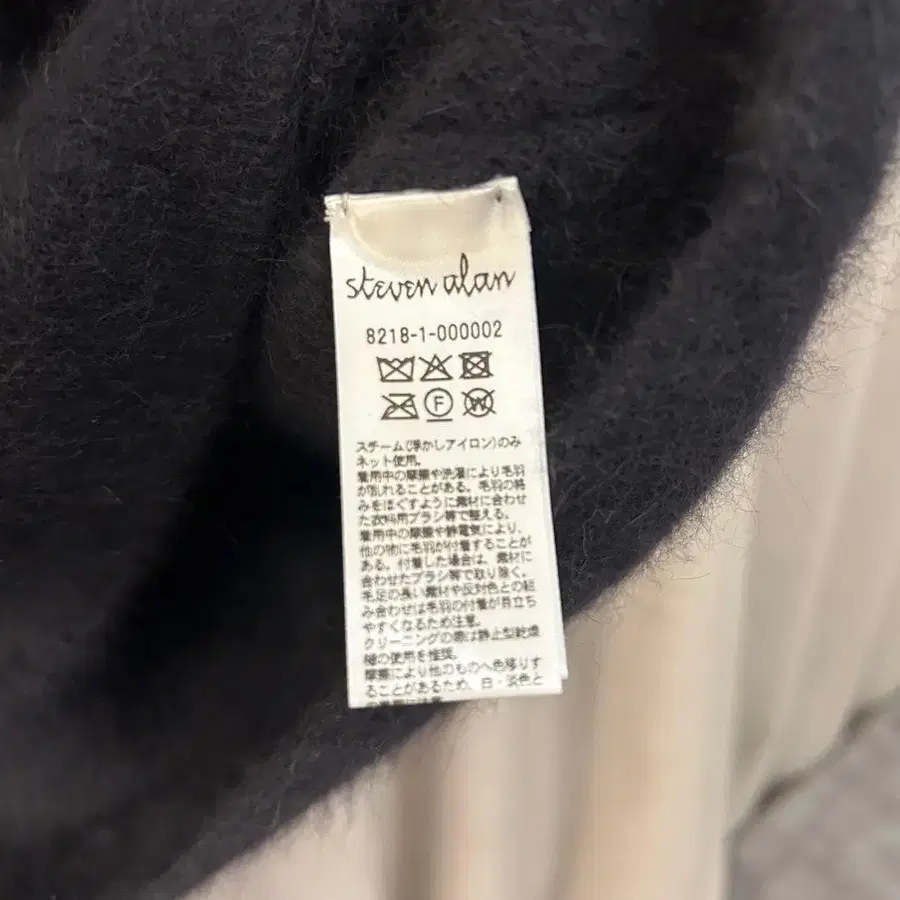 steven alan
8218-1-000002
F
W
スチーム(浮かしアイロン)のみ
ネット使用。
着用中の摩擦や洗濯により毛羽
が乱れることがある。毛羽の絡
みをほぐすように素材に合わせ
た衣料用ブラシ等で整える。
着用中の摩擦や静電気により、
他の物に毛羽が付着することが
ある。付着した場合は、素材に
合わせたブラシ等で取り除く。
毛足の長い素材や反対色との組
み合わせは毛羽の付着が目立ち
やすくなるため注意。
クリーニングの際は静止型乾燥
機の使用を推奨。
摩擦により他のものへ色移りす
ることがあるため、白・淡色と